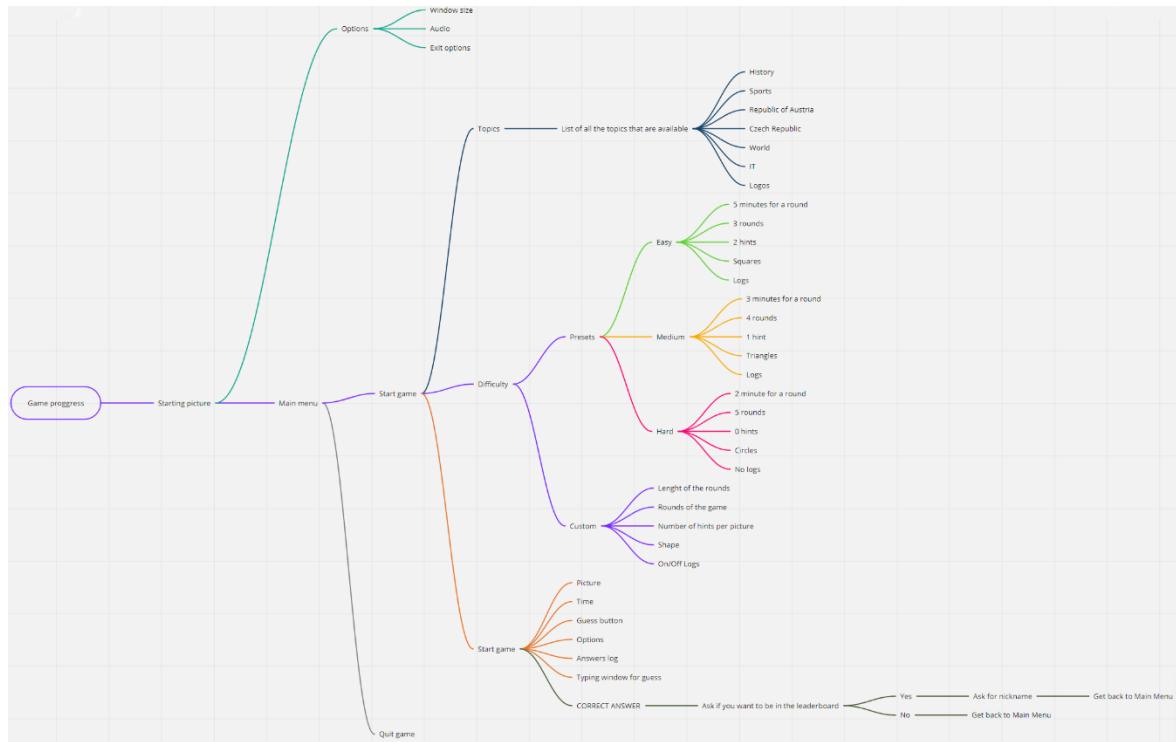 Window size
Options
Audio
Exit options
History
Sports
Republic of Austria
Topics
List of all the topics that are available
Czech Republic
World
IT
Logos
5 minutes for a round
3 rounds
Easy
2 hints
Squares
Logs
3 minutes for a round
4 rounds
Presets
Medium
1 hint
Triangles
Logs
Difficulty
2 minute for a round
Game proggress
Starting picture
Main menu
Start game
5 rounds
Hard
0 hints
Circles
No logs
Lenght of the rounds
Rounds of the game
Custom
Number of hints per picture
Shape
On/Off Logs
Picture
Time
Guess button
Start game
Options
Answers log
Typing window for guess
CORRECT ANSWER
Ask if you want to be in the leaderboard
Yes
Ask for nickname
Get back to Main Menu
No
Get back to Main Menu
Quit game